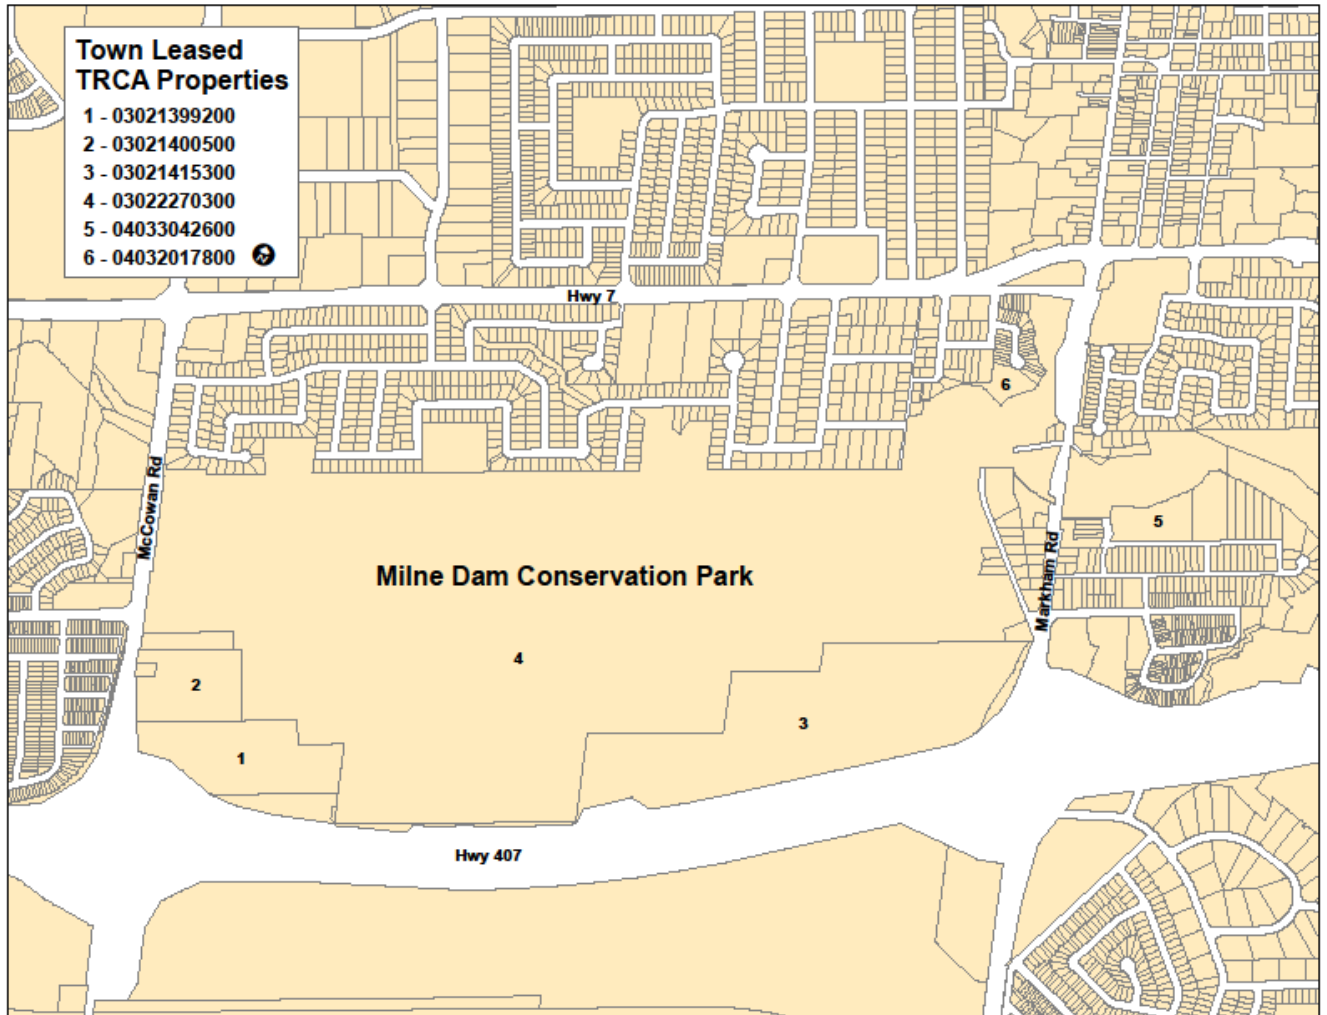 Town Leased
TRCA Properties
1 - 03021399200
2 - 03021400500
3 - 03021415300
4 - 03022270300
5 - 04033042600
6 - 04032017800
Hwy 7
6
McCowan Rd
5
Markham Rd
Milne Dam Conservation Park
4
2
3
1
Hwy 407